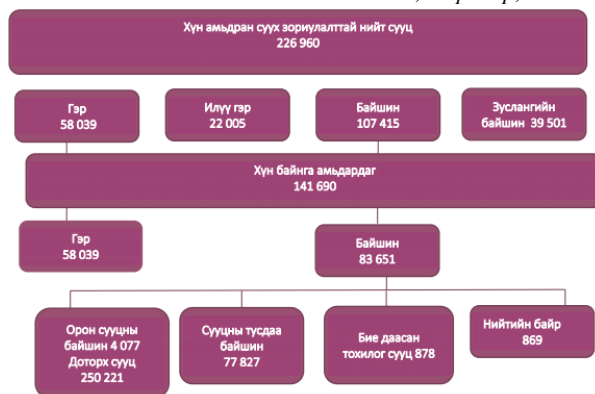 Хүн амьдран суух зориулалттай нийт сууц
226 960
Гэр
58 039
Илүү гэр
22 005
Байшин
107 415
Зуслангийн
байшин 39 501
Хүн байнга амьдардаг
141 690
Гэр
58 039
Байшин
83 651
Орон сууцны
байшин 4 077
Доторх сууц
250 221
Сууцны тусдаа
байшин
77 827
Бие даасан
тохилог сууц 878
Нийтийн байр
869